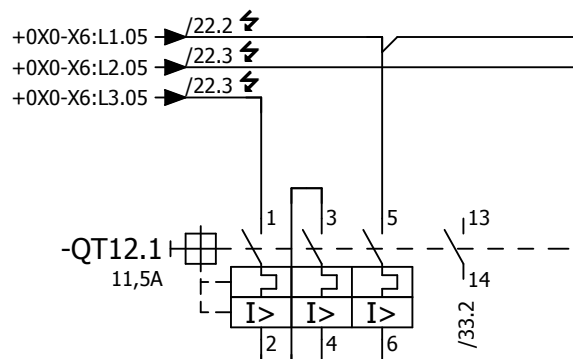 +0X0-X6:L1.05 /22.2
+0X0-X6:L2.05 /22.3
+0X0-X6:L3.05 /22.3
1 3 5 13
-QT12.1
11,5A
14
I> I> I>
/33.2
2 4 6